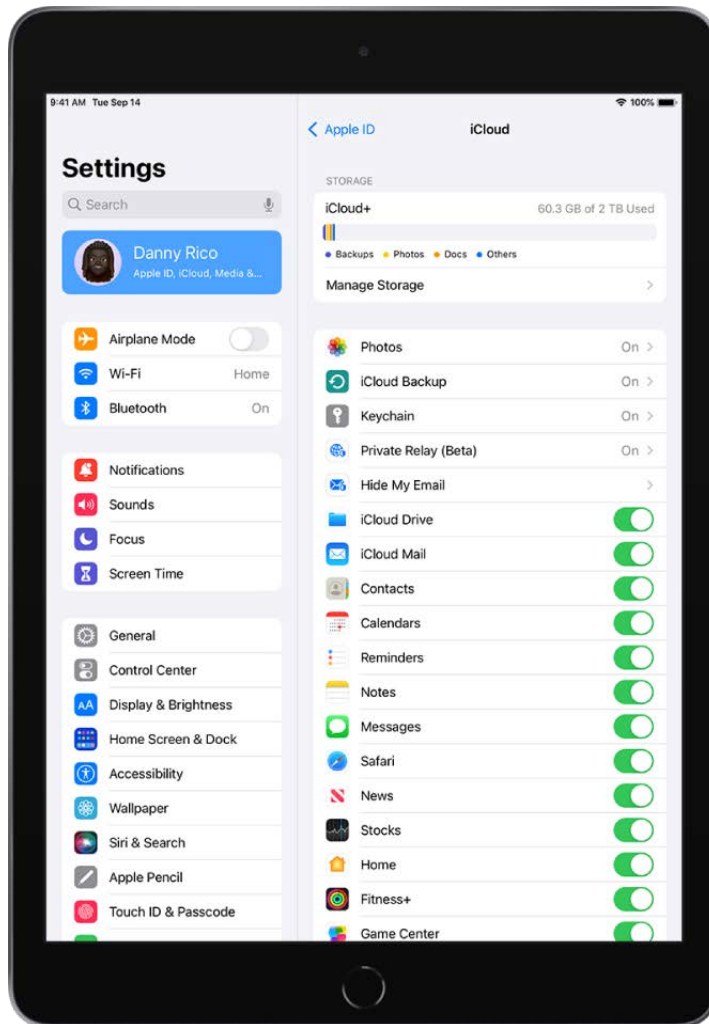 9:41 AM Tue Sep 14
100%
Settings
Search
Danny Rico
Apple ID, iCloud, Media &...
Airplane Mode
Wi-Fi Home
Bluetooth On
Notifications
Sounds
Focus
Screen Time
General
Control Center
AA Display & Brightness
Home Screen & Dock
Accessibility
Wallpaper
Siri & Search
Apple Pencil
Touch ID & Passcode
Apple ID
iCloud
STORAGE
iCloud+ 60.3 GB of 2 TB Used
Backups Photos Docs Others
Manage Storage
Photos On
iCloud Backup On
Keychain On
Private Relay (Beta) On
Hide My Email
iCloud Drive
iCloud Mail
Contacts
Calendars
Reminders
Notes
Messages
Safari
News
Stocks
Home
Fitness+
Game Center